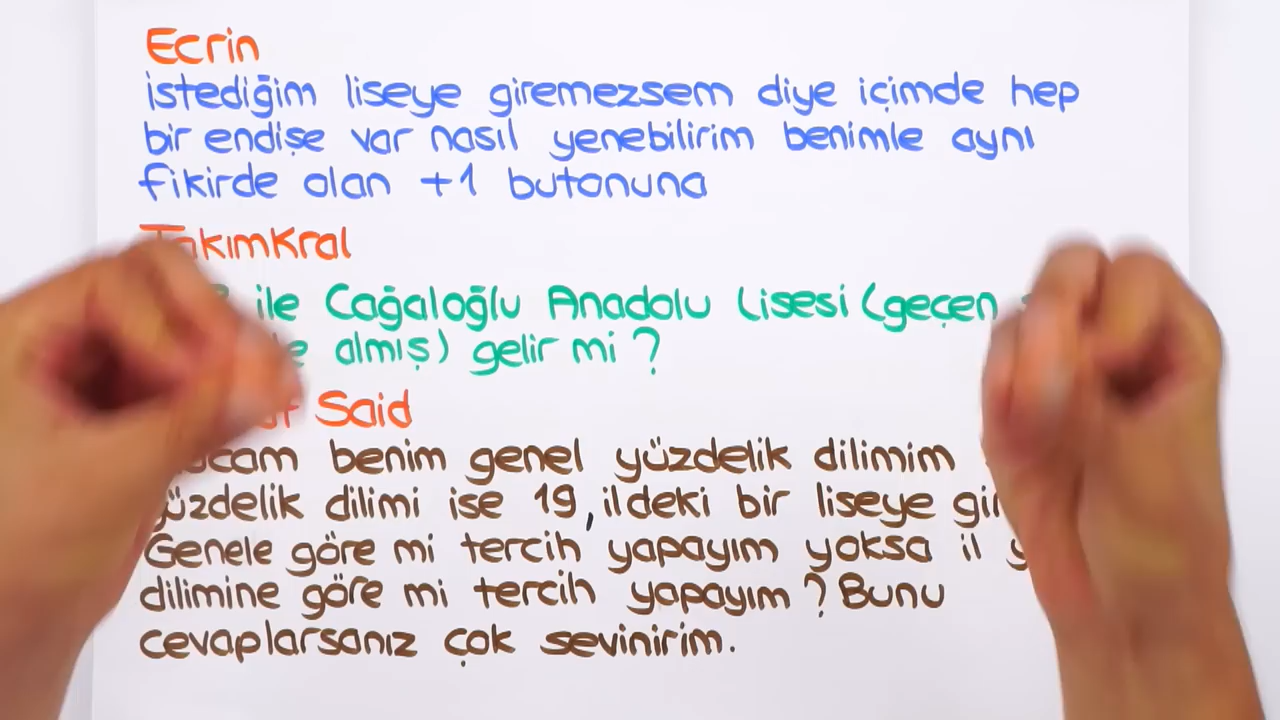 Ecrin
istediğim liseye giremezsem diye içimde hep
bir endişe var nasıl yenebilirim benimle aynı
fikirde olan +1 butonuna
TakımKral
ile Cağaloğlu Anadolu Lisesi (geçen
almış) gelir mi ?
Said
benim genel yüzdelik dilimim
yüzdelik dilimi ise 19, ildeki bir liseye
Genele göre mi tercih yapayım yoksa il
dilimine göre mi tercih yapayım ? Bunu
cevaplarsanız çok sevinirim.